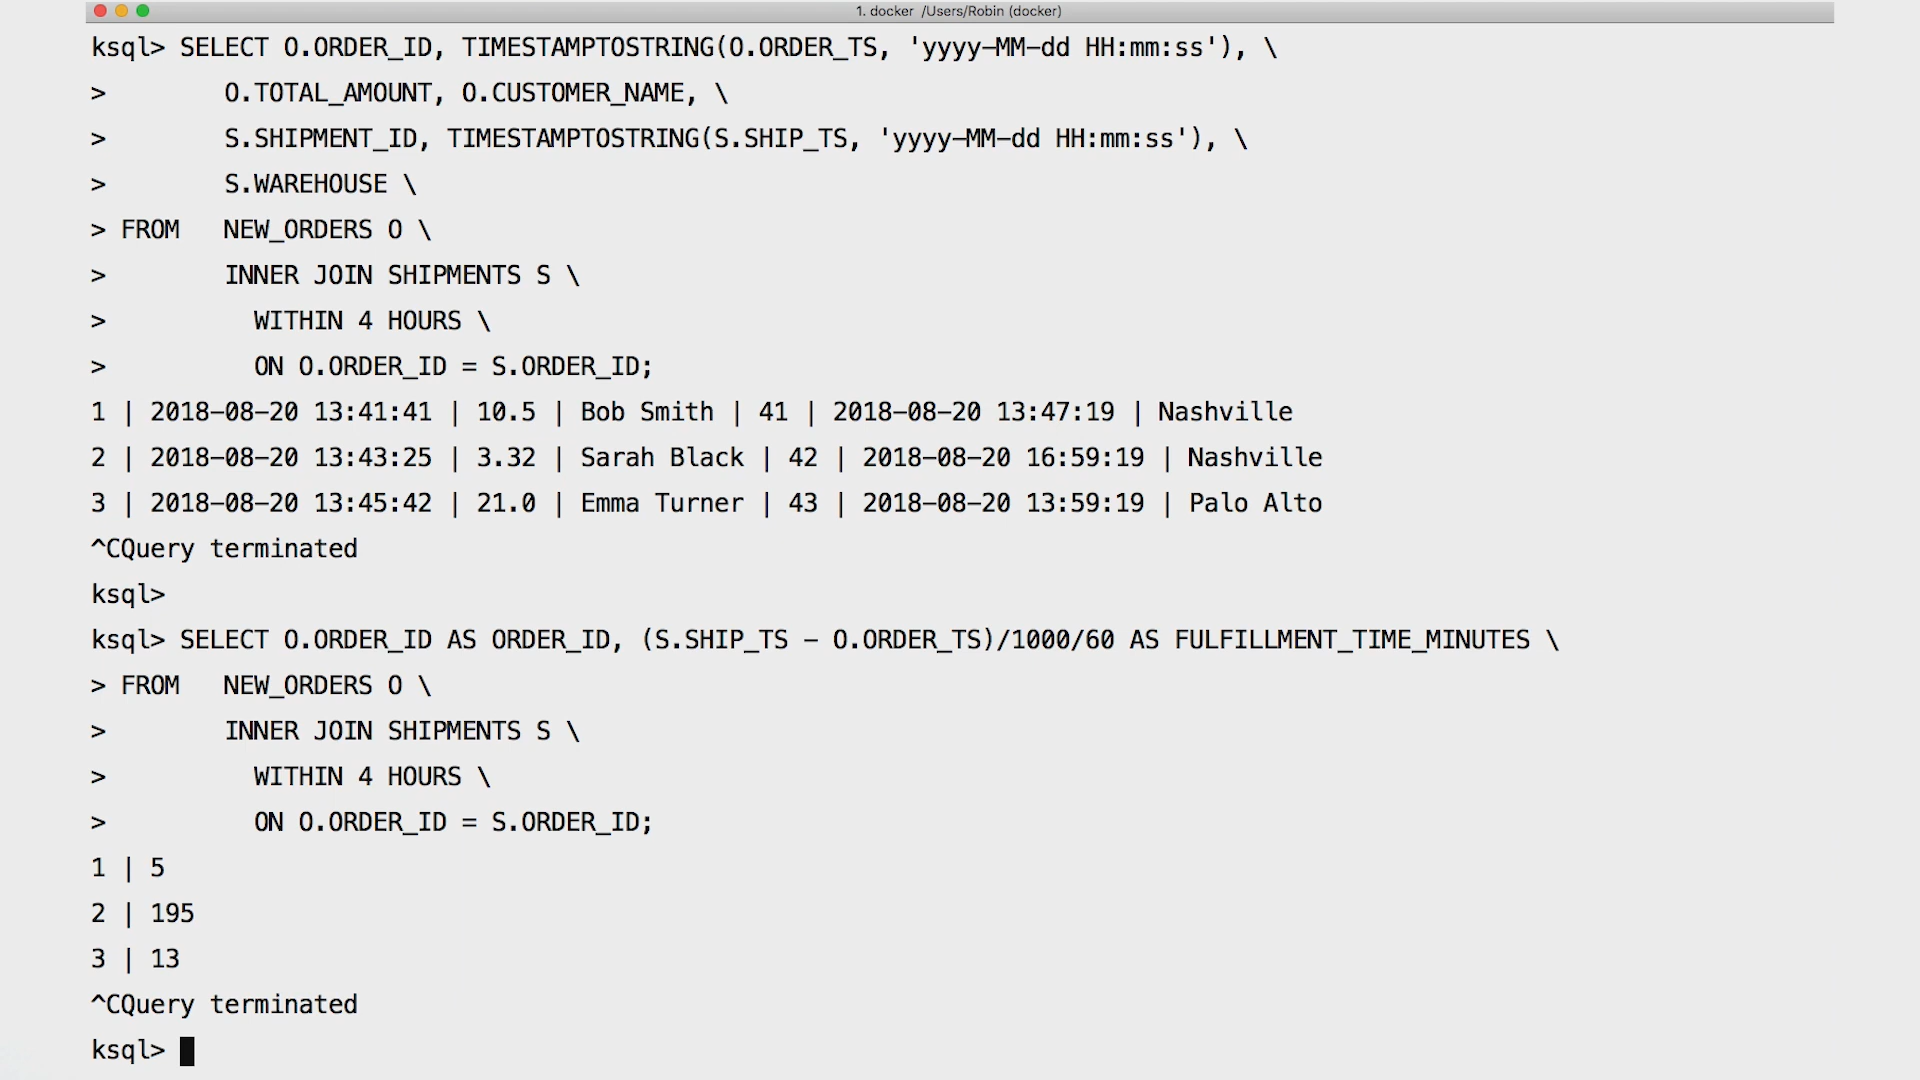 1. docker /Users/Robin (docker)
ksql> SELECT O.ORDER_ID, TIMESTAMPTOSTRING(O.ORDER_TS, 'yyyy-MM-dd HH:mm:ss'), \
>        O.TOTAL_AMOUNT, O.CUSTOMER_NAME, \
>        S.SHIPMENT_ID, TIMESTAMPTOSTRING(S.SHIP_TS, 'yyyy-MM-dd HH:mm:ss'), \
>        S.WAREHOUSE \
> FROM   NEW_ORDERS O \
>        INNER JOIN SHIPMENTS S \
>          WITHIN 4 HOURS \
>          ON O.ORDER_ID = S.ORDER_ID;
1 | 2018-08-20 13:41:41 | 10.5 | Bob Smith | 41 | 2018-08-20 13:47:19 | Nashville
2 | 2018-08-20 13:43:25 | 3.32 | Sarah Black | 42 | 2018-08-20 16:59:19 | Nashville
3 | 2018-08-20 13:45:42 | 21.0 | Emma Turner | 43 | 2018-08-20 13:59:19 | Palo Alto
^CQuery terminated
ksql>
ksql> SELECT O.ORDER_ID AS ORDER_ID, (S.SHIP_TS - O.ORDER_TS)/1000/60 AS FULFILLMENT_TIME_MINUTES \
> FROM   NEW_ORDERS O \
>        INNER JOIN SHIPMENTS S \
>          WITHIN 4 HOURS \
>          ON O.ORDER_ID = S.ORDER_ID;
1 | 5
2 | 195
3 | 13
^CQuery terminated
ksql>